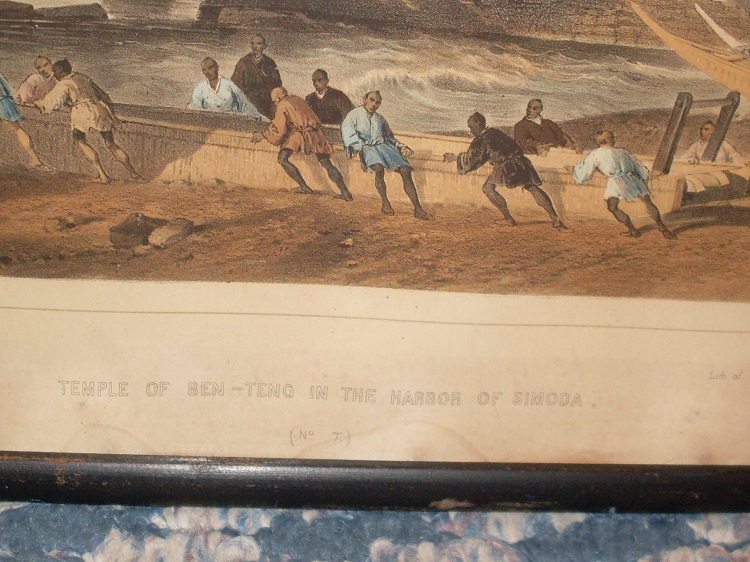 TEMPLE OF BEN-TENG IN THE HARBOR OF SIMODA.
(No 7.)
Lith. of